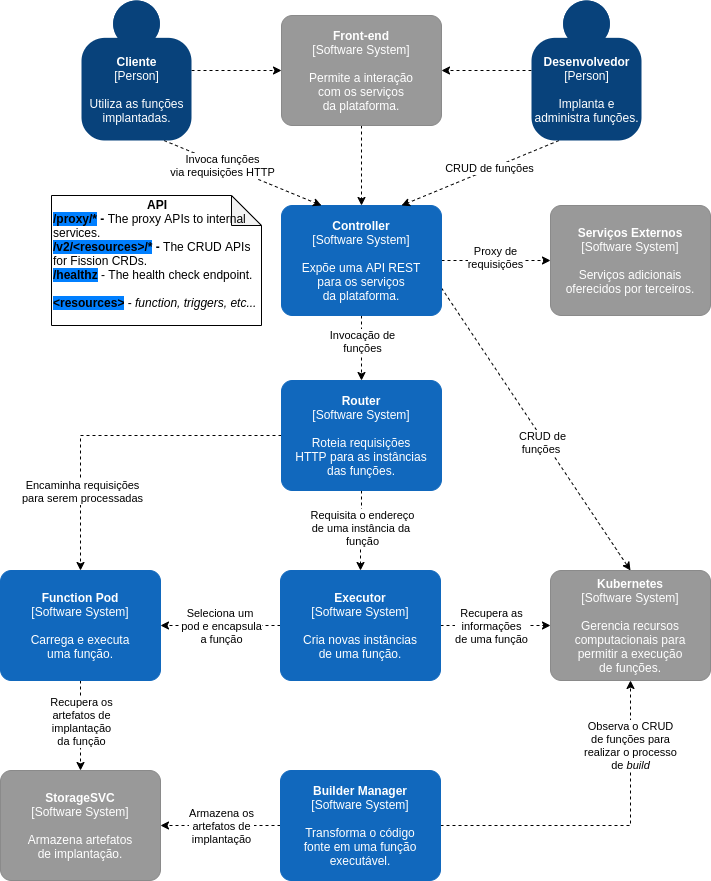 Cliente
[Person]
Utiliza as funções
implantadas.
Front-end
[Software System]
Permite a interação
com os serviços
da plataforma.
Desenvolvedor
[Person]
Implanta e
administra funções.
Invoca funções
via requisições HTTP
CRUD de funções
API
/proxy/* - The proxy APIs to internal
services.
/v2/<resources>/* - The CRUD APIs
for Fission CRDs.
/healthz - The health check endpoint.
<resources> - function, triggers, etc...
Controller
[Software System]
Expõe uma API REST
para os serviços
da plataforma.
Proxy de
requisições
Serviços Externos
[Software System]
Serviços adicionais
oferecidos por terceiros.
Invocação de
funções
Router
[Software System]
Roteia requisições
HTTP para as instâncias
das funções.
CRUD de
funções
Encaminha requisições
para serem processadas
Requisita o endereço
de uma instância da
função
Function Pod
[Software System]
Carrega e executa
uma função.
Seleciona um
pod e encapsula
a função
Executor
[Software System]
Cria novas instâncias
de uma função.
Recupera as
informações
de uma função
Kubernetes
[Software System]
Gerencia recursos
computacionais para
permitir a execução
de funções.
Recupera os
artefatos de
implantação
da função
Observa o CRUD
de funções para
realizar o processo
de build
StorageSVC
[Software System]
Armazena artefatos
de implantação.
Armazena os
artefatos de
implantação
Builder Manager
[Software System]
Transforma o código
fonte em uma função
executável.